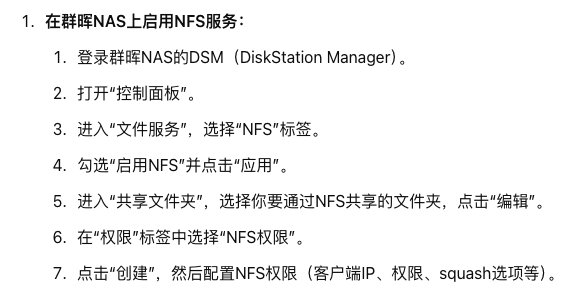 1. 在群晖NAS上启用NFS服务：
1. 登录群晖NAS的DSM（DiskStation Manager）。
2. 打开“控制面板”。
3. 进入“文件服务”，选择“NFS”标签。
4. 勾选“启用NFS”并点击“应用”。
5. 进入“共享文件夹”，选择你要通过NFS共享的文件夹，点击“编辑”。
6. 在“权限”标签中选择“NFS权限”。
7. 点击“创建”，然后配置NFS权限（客户端IP、权限、squash选项等）。